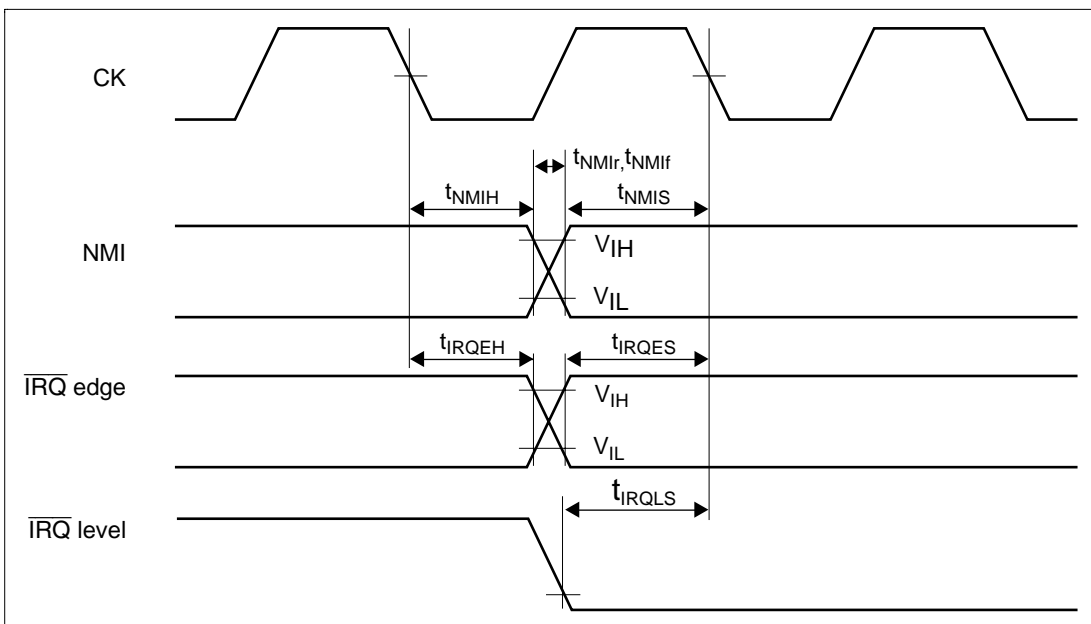 CK
tNMIr,tNMIf
tNMIH
tNMIS
NMI
VIH
VIL
tIRQEH
tIRQES
IRQ edge
VIH
VIL
tIRQLS
IRQ level